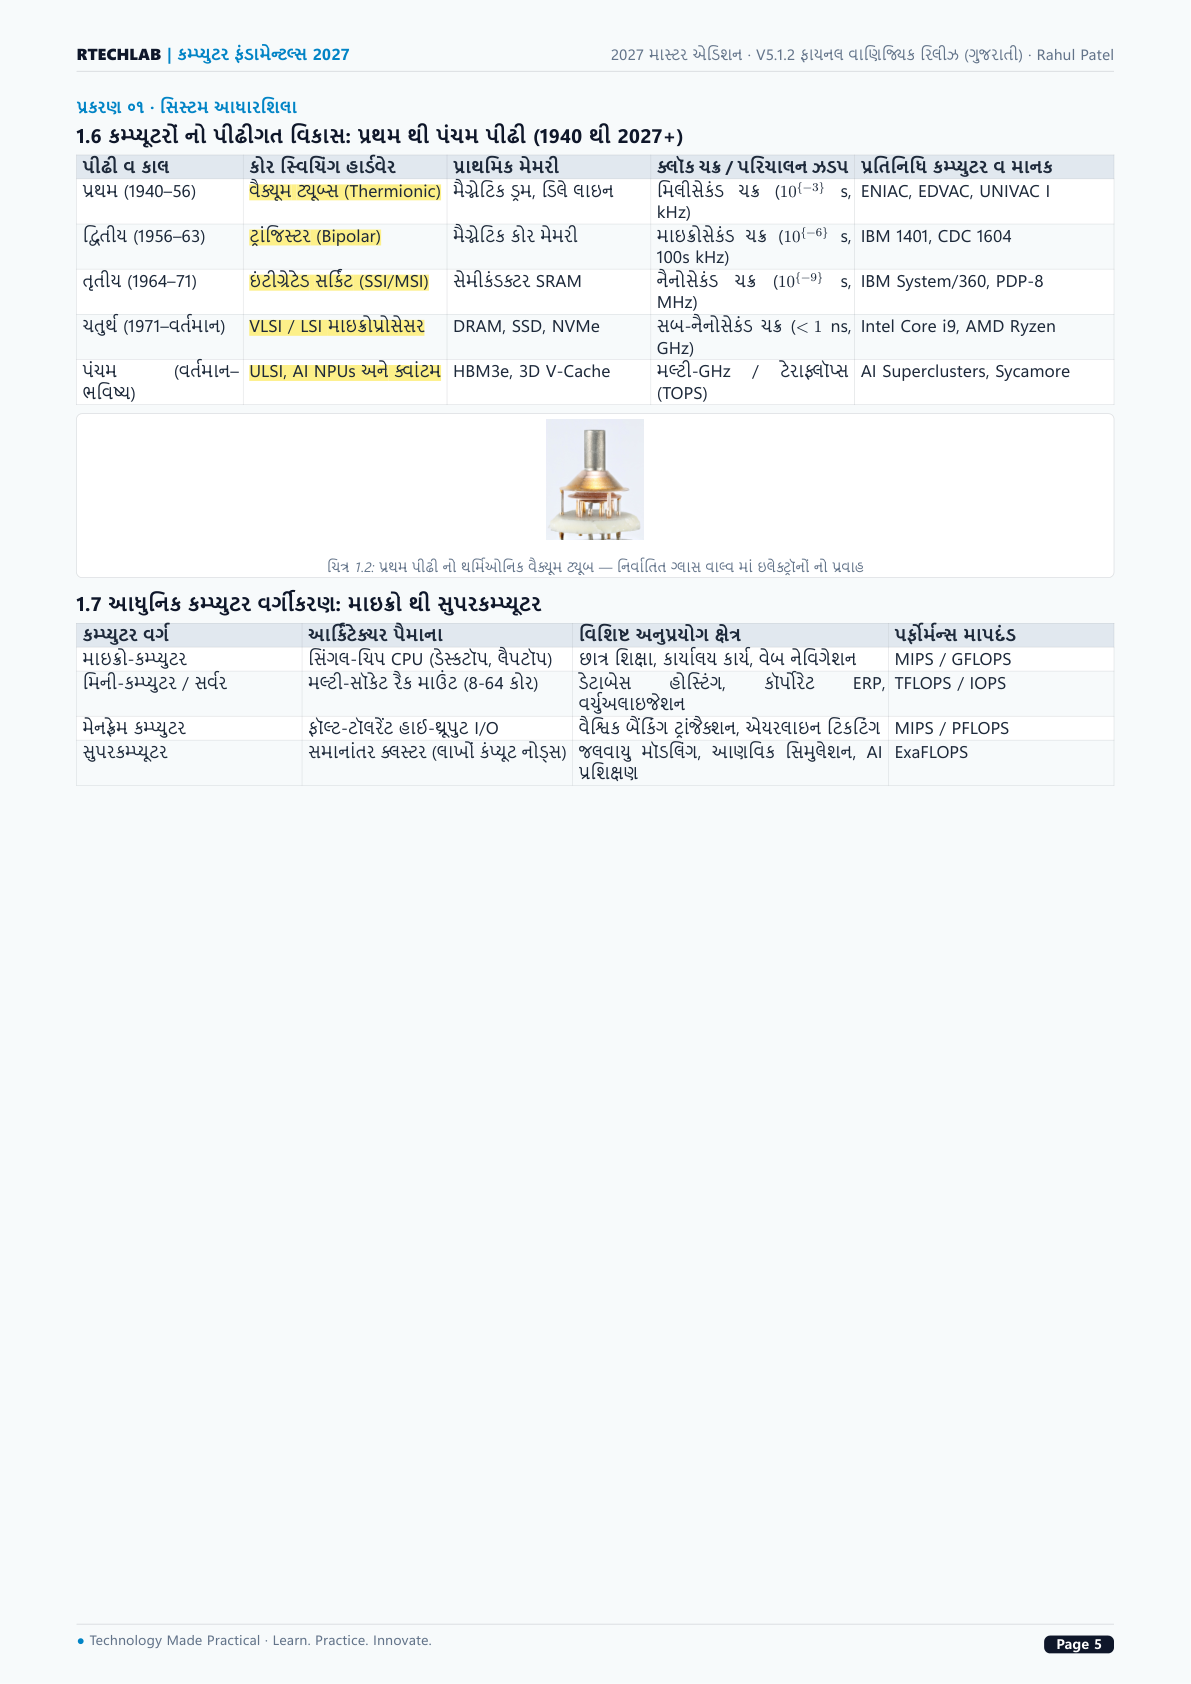 RTECHLAB | કમ્પ્યુટર ફંડામેન્ટલ્સ 2027
2027 માસ્ટર એડિશન · V5.1.2 ફાયનલ વાણિજ્યિક રિલીઝ (ગુજરાતી) · Rahul Patel
પ્રકરણ ૦૧ · સિસ્ટમ આધારશિલા
1.6 કમ્પ્યૂટરોં નો પીઢીગત વિકાસ: પ્રથમ થી પંચમ પીઢી (1940 થી 2027+)
પીઢી વ કાલ કોર સ્વિચિંગ હાર્ડવેર પ્રાથમિક મેમરી ક્લૉક ચક્ર / પરિચાલન ઝડપ પ્રતિનિધિ કમ્પ્યુટર વ માનક
પ્રથમ (1940–56) વૈક્યૂમ ટ્યૂબ્સ (Thermionic) મૈગ્નેટિક ડ્રમ, ડિલે લાઇન મિલીસેકંડ ચક્ર (10^{−3} s, ENIAC, EDVAC, UNIVAC I
kHz)
દ્વિતીય (1956–63) ટ્રાંજિસ્ટર (Bipolar) મૈગ્નેટિક કોર મેમરી માઇક્રોસેકંડ ચક્ર (10^{−6} s, IBM 1401, CDC 1604
100s kHz)
તૃતીય (1964–71) ઇંટીગ્રેટેડ સર્કિંટ (SSI/MSI) સેમીકંડક્ટર SRAM નૈનોસેકંડ ચક્ર (10^{−9} s, IBM System/360, PDP-8
MHz)
ચતુર્થ (1971–વર્તમાન) VLSI / LSI માઇક્રોપ્રોસેસર DRAM, SSD, NVMe સબ-નૈનોસેકંડ ચક્ર (< 1 ns, Intel Core i9, AMD Ryzen
GHz)
પંચમ (વર્તમાન– ULSI, AI NPUs અને ક્વાંટમ HBM3e, 3D V-Cache મલ્ટી-GHz / ટેરાફ્લૉપ્સ AI Superclusters, Sycamore
ભવિષ્ય) (TOPS)
ચિત્ર 1.2: પ્રથમ પીઢી નો થર્મિઓનિક વૈક્યૂમ ટ્યૂબ — નિર્વાતિત ગ્લાસ વાલ્વ માં ઇલેક્ટ્રૉનોં નો પ્રવાહ
1.7 આધુનિક કમ્પ્યુટર વર્ગીકરણ: માઇક્રો થી સુપરકમ્પ્યૂટર
કમ્પ્યુટર વર્ગ આર્કિટેક્ચર પૈમાના વિશિષ્ટ અનુપ્રયોગ ક્ષેત્ર પર્ફોર્મન્સ માપદંડ
માઇક્રો-કમ્પ્યુટર સિંગલ-ચિપ CPU (ડેસ્કટૉપ, લૈપટૉપ) છાત્ર શિક્ષા, કાર્યાલય કાર્ય, વેબ નેવિગેશન MIPS / GFLOPS
મિની-કમ્પ્યુટર / સર્વર મલ્ટી-સૉકેટ રૈક માઉંટ (8-64 કોર) ડેટાબેસ હોસ્ટિંગ, કૉર્પોરેટ ERP, TFLOPS / IOPS
વર્ચુઅલાઇજેશન
મેનફ્રેમ કમ્પ્યુટર ફૉલ્ટ-ટૉલરેંટ હાઈ-થ્રૂપુટ I/O વૈશ્વિક બૈંકિંગ ટ્રાંજૈક્શન, એયરલાઇન ટિકટિંગ MIPS / PFLOPS
સુપરકમ્પ્યૂટર સમાનાંતર ક્લસ્ટર (લાખોં કંપ્યૂટ નોડ્સ) જલવાયુ મૉડલિંગ, આણવિક સિમુલેશન, AI ExaFLOPS
પ્રશિક્ષણ
● Technology Made Practical · Learn. Practice. Innovate.
Page 5